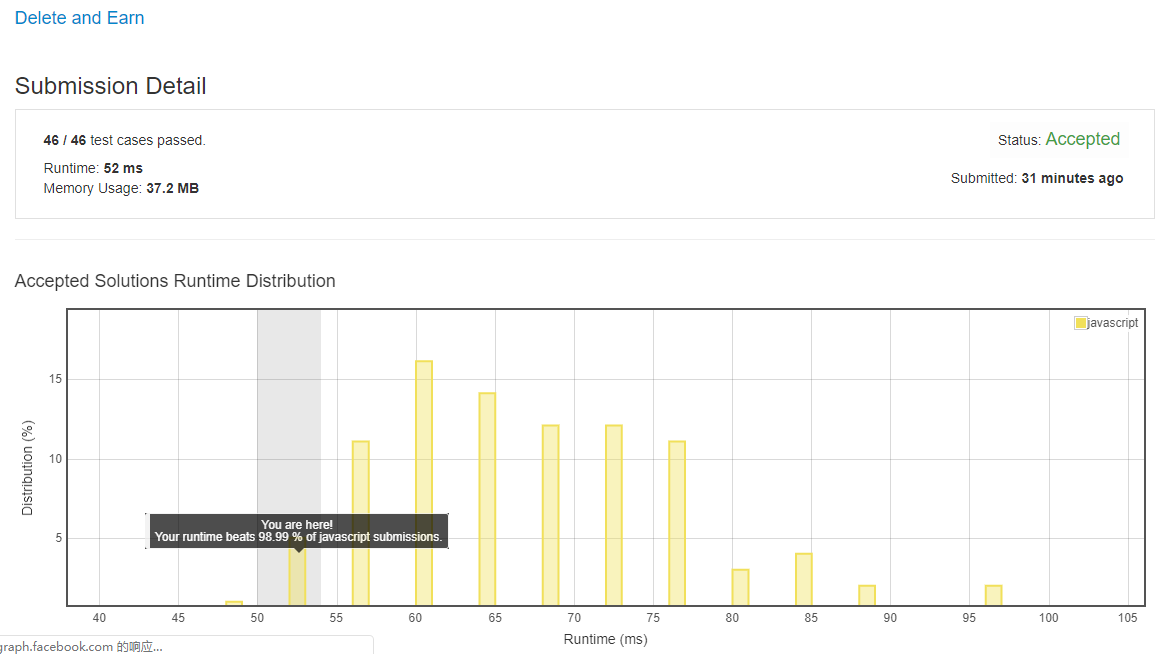 Delete and Earn
Submission Detail
46 / 46 test cases passed.
Status: Accepted
Runtime: 52 ms
Submitted: 31 minutes ago
Memory Usage: 37.2 MB
Accepted Solutions Runtime Distribution
javascript
Distribution (%)
15
10
5
You are here!
Your runtime beats 98.99 % of javascript submissions.
40 45 50 55 60 65 70 75 80 85 90 95 100 105
Runtime (ms)
graph.facebook.com 的响应...